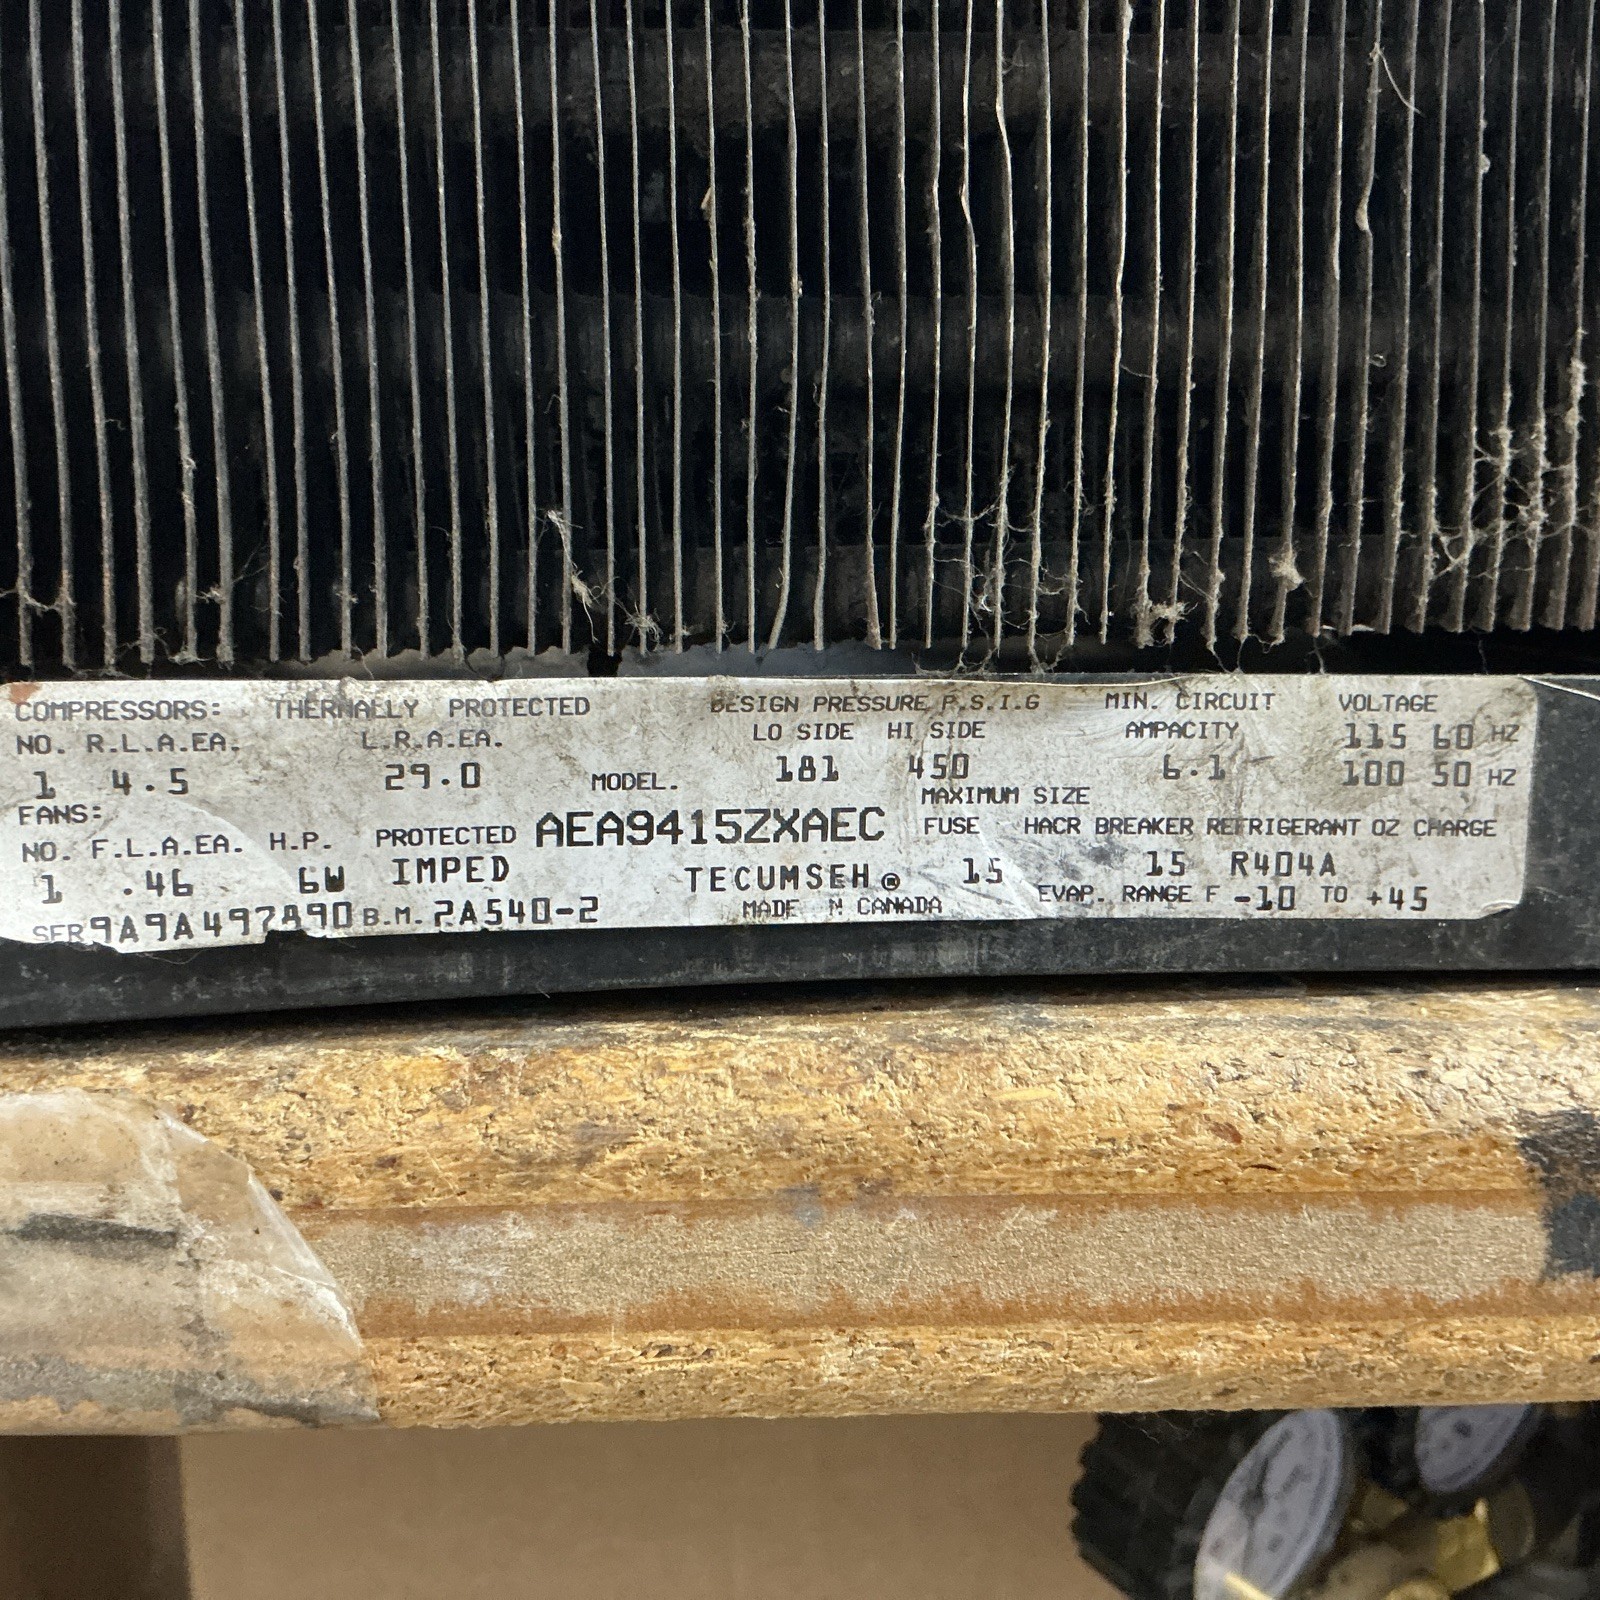 COMPRESSORS: THERMALLY PROTECTED
NO. R.L.A.EA. L.R.A.EA.
1 4.5 29.0
FANS:
NO. F.L.A.EA. H.P. PROTECTED
1 .46 6W IMPED
SER 9A9A497890 B.M. 2A540-2
MODEL.
AEA9415ZXAEC
TECUMSEH ®
MADE IN CANADA
DESIGN PRESSURE P.S.I.G
LO SIDE HI SIDE
181 450
MIN. CIRCUIT
AMPACITY
6.1
VOLTAGE
115 60 HZ
100 50 HZ
MAXIMUM SIZE
FUSE HACR BREAKER REFRIGERANT OZ CHARGE
15 15 R404A
EVAP. RANGE F -10 TO +45